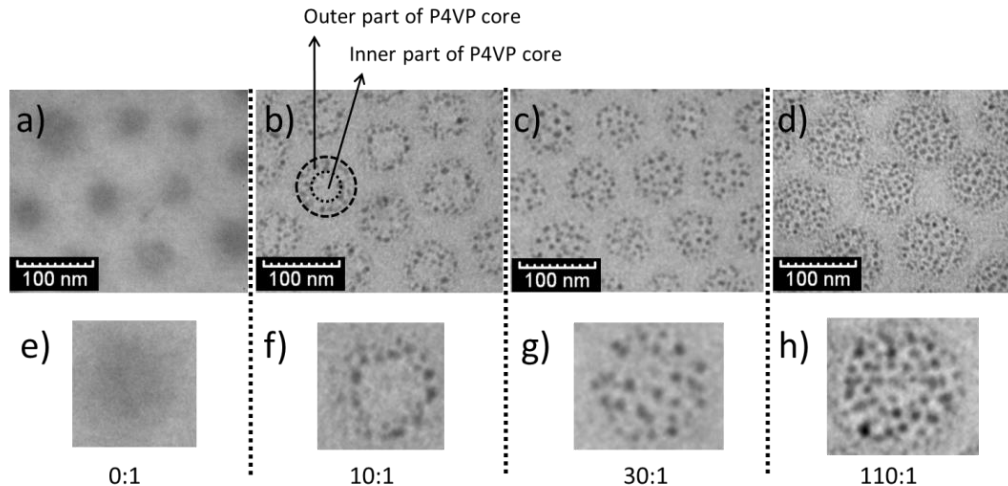 Outer part of P4VP core
Inner part of P4VP core
a)
b)
c)
d)
100 nm
100 nm
100 nm
100 nm
e)
f)
g)
h)
0:1
10:1
30:1
110:1